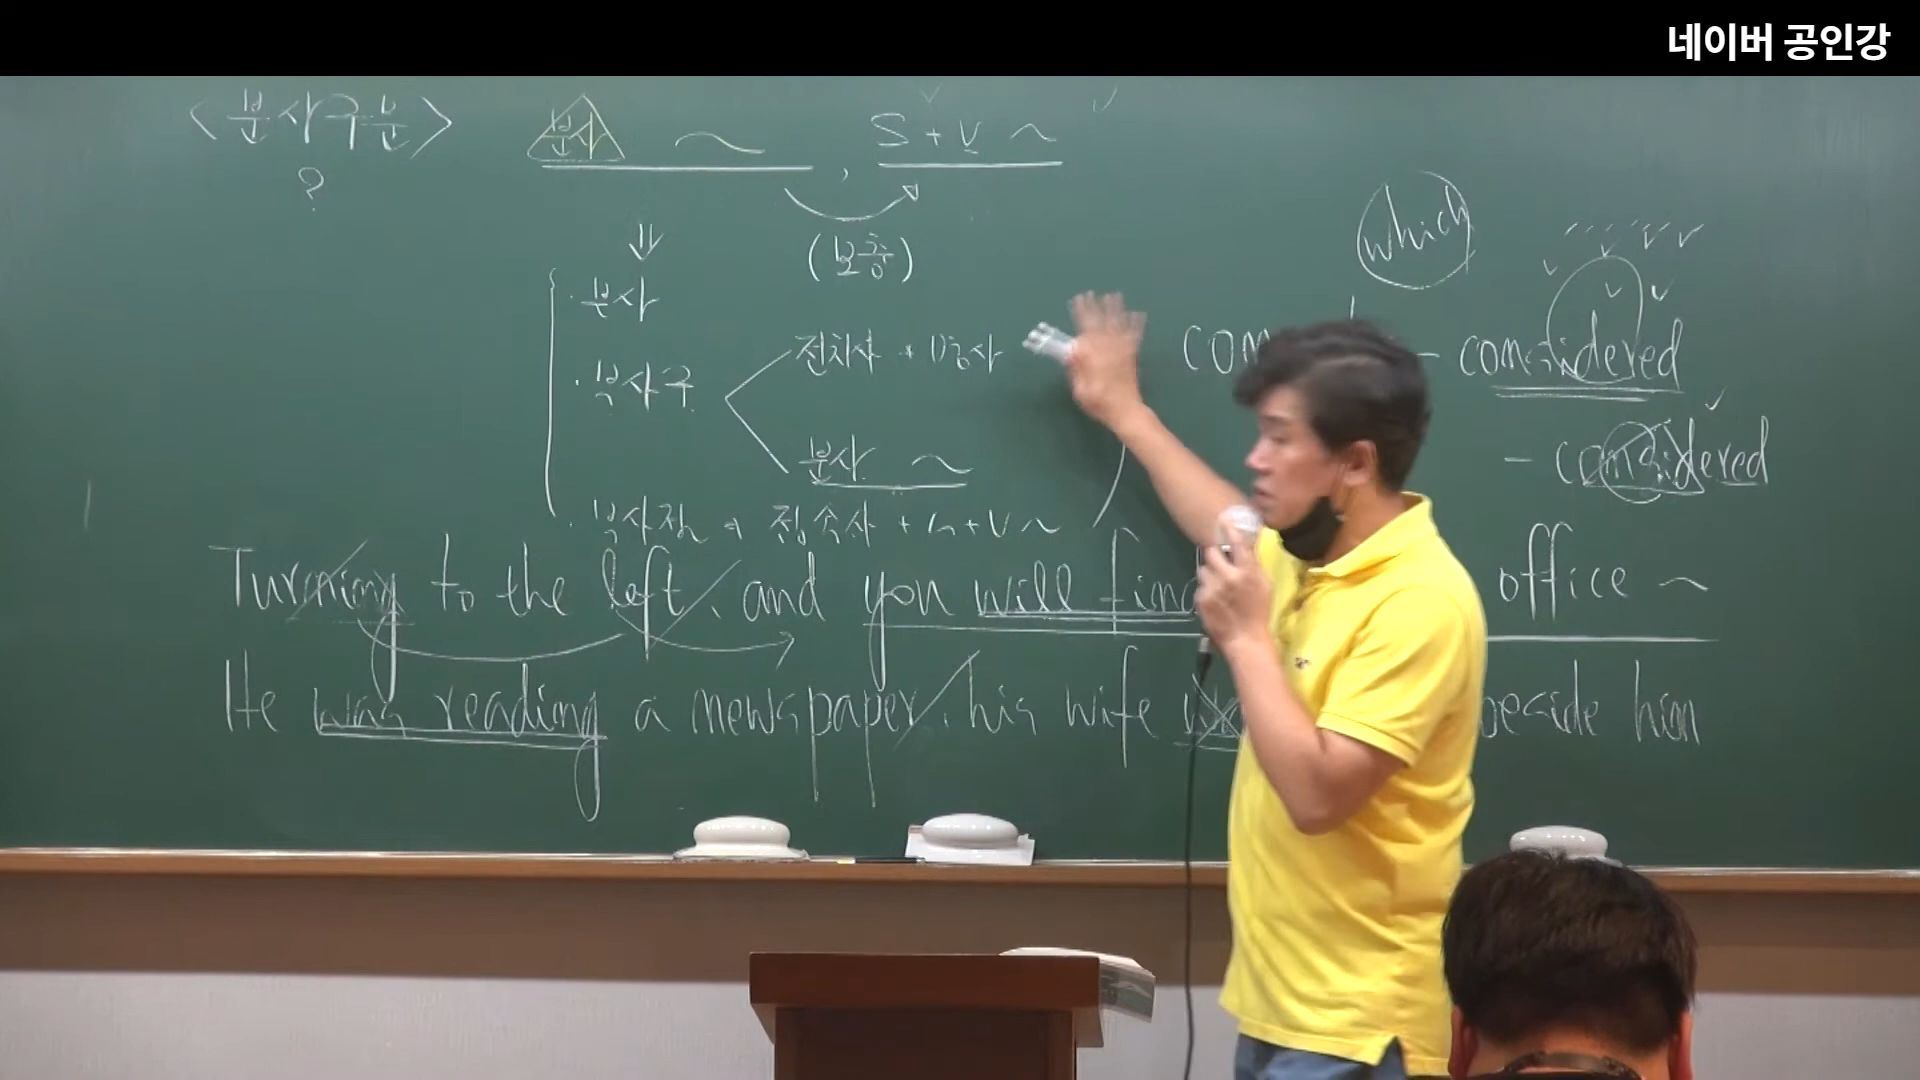 네이버 공인강
<분사구문>
?
분사 ~ , S + V ~
(보충)
which
· 분사
· 부사구
전치사 + 명사
분사 ~
- considered
- considered
· 부사절 → 접속사 + S + V ~
Turning to the left, and you will find office ~
He was reading a newspaper, his wife beside him